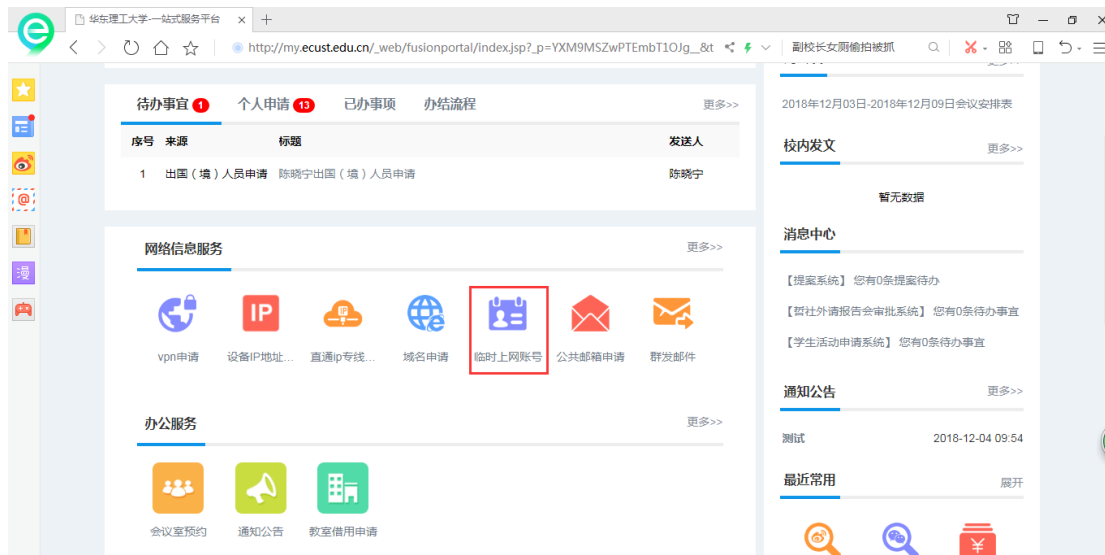 华东理工大学-一站式服务平台
http://my.ecust.edu.cn/_web/fusionportal/index.jsp?_p=YXM9MSZwPTEmbT1OJg__&t
副校长女厕偷拍被抓
待办事宜 1 个人申请 13 已办事项 办结流程 更多>>
序号 来源 标题 发送人
1 出国(境)人员申请 陈晓宁出国(境)人员申请 陈晓宁
网络信息服务 更多>>
IP
IP
vpn申请 设备IP地址... 直通ip专线... 域名申请 临时上网账号 公共邮箱申请 群发邮件
办公服务 更多>>
会议室预约 通知公告 教室借用申请
2018年12月03日-2018年12月09日会议安排表
校内发文 更多>>
暂无数据
消息中心
【提案系统】 您有0条提案待办
【哲社外请报告会审批系统】 您有0条待办事宜
【学生活动申请系统】 您有0条待办事宜
通知公告 更多>>
测试 2018-12-04 09:54
最近常用 展开
漫